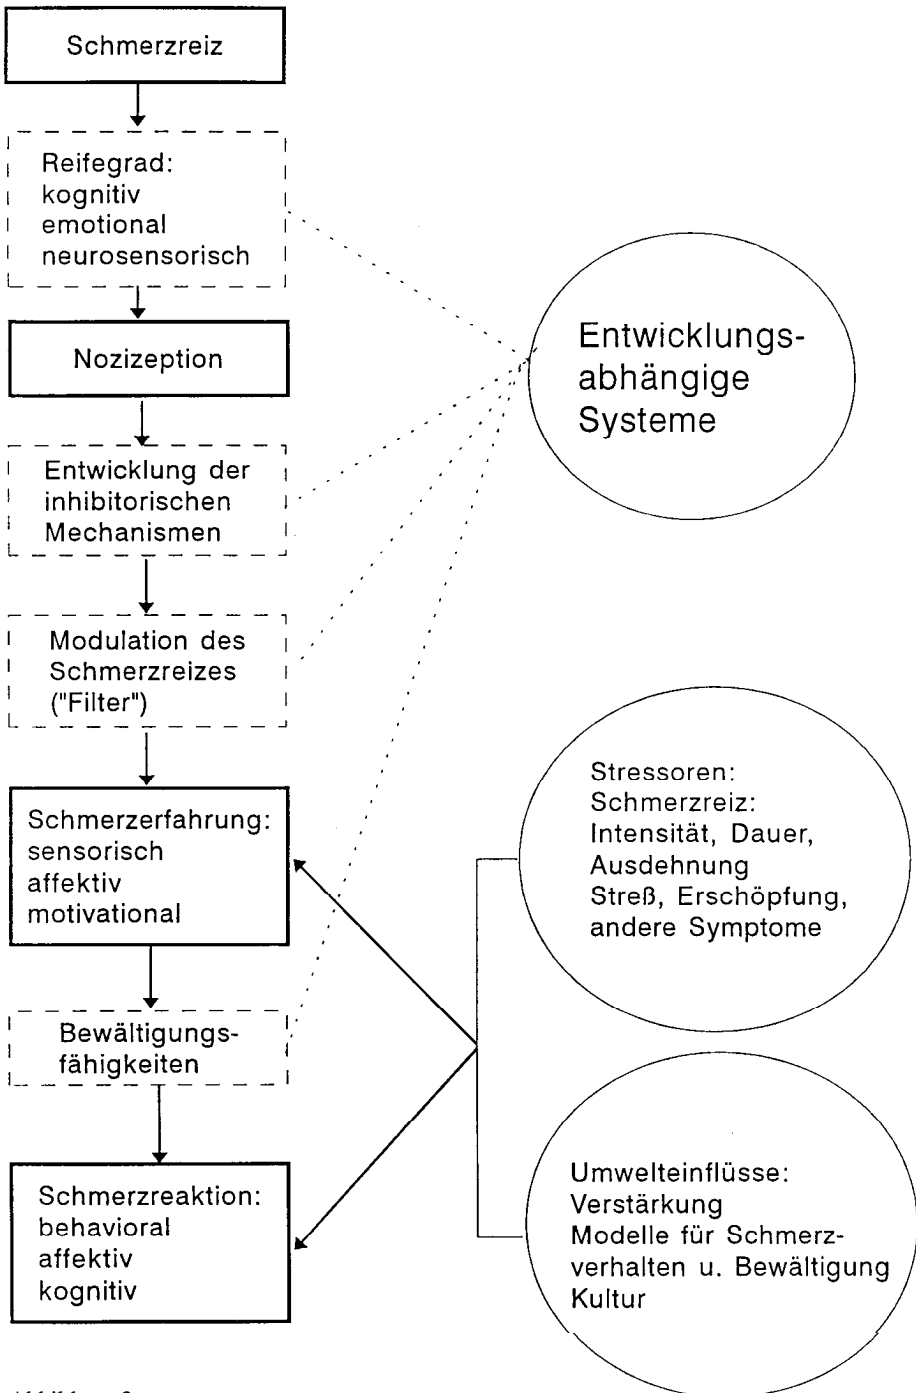 Schmerzreiz
Reifegrad:
kognitiv
emotional
neurosensorisch
Nozizeption
Entwicklung der
inhibitorischen
Mechanismen
Modulation des
Schmerzreizes
("Filter")
Schmerzerfahrung:
sensorisch
affektiv
motivational
Bewältigungs-
fähigkeiten
Schmerzreaktion:
behavioral
affektiv
kognitiv
Entwicklungs-
abhängige
Systeme
Stressoren:
Schmerzreiz:
Intensität, Dauer,
Ausdehnung
Streß, Erschöpfung,
andere Symptome
Umwelteinflüsse:
Verstärkung
Modelle für Schmerz-
verhalten u. Bewältigung
Kultur